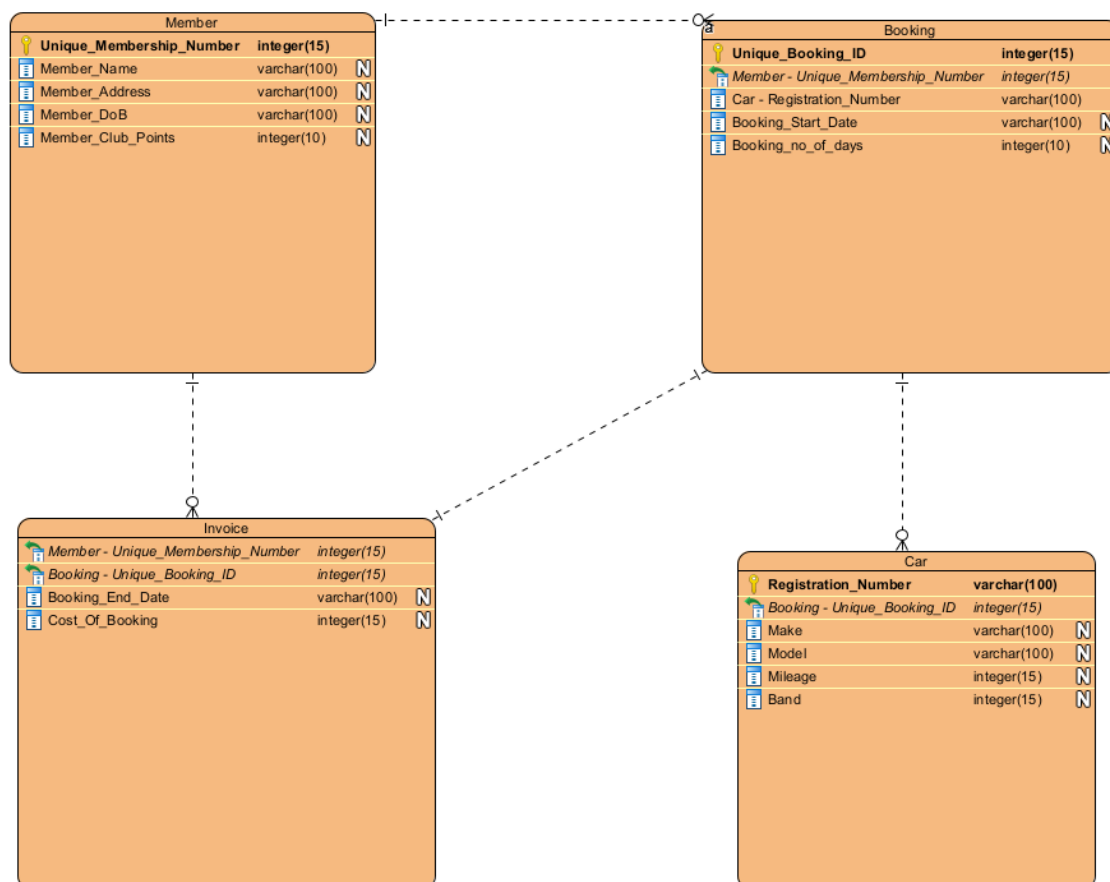 Member
Unique_Membership_Number integer(15)
Member_Name varchar(100) N
Member_Address varchar(100) N
Member_DoB varchar(100) N
Member_Club_Points integer(10) N
a
Booking
Unique_Booking_ID integer(15)
Member - Unique_Membership_Number integer(15)
Car - Registration_Number varchar(100)
Booking_Start_Date varchar(100) N
Booking_no_of_days integer(10) N
Invoice
Member - Unique_Membership_Number integer(15)
Booking - Unique_Booking_ID integer(15)
Booking_End_Date varchar(100) N
Cost_Of_Booking integer(15) N
Car
Registration_Number varchar(100)
Booking - Unique_Booking_ID integer(15)
Make varchar(100) N
Model varchar(100) N
Mileage integer(15) N
Band integer(15) N